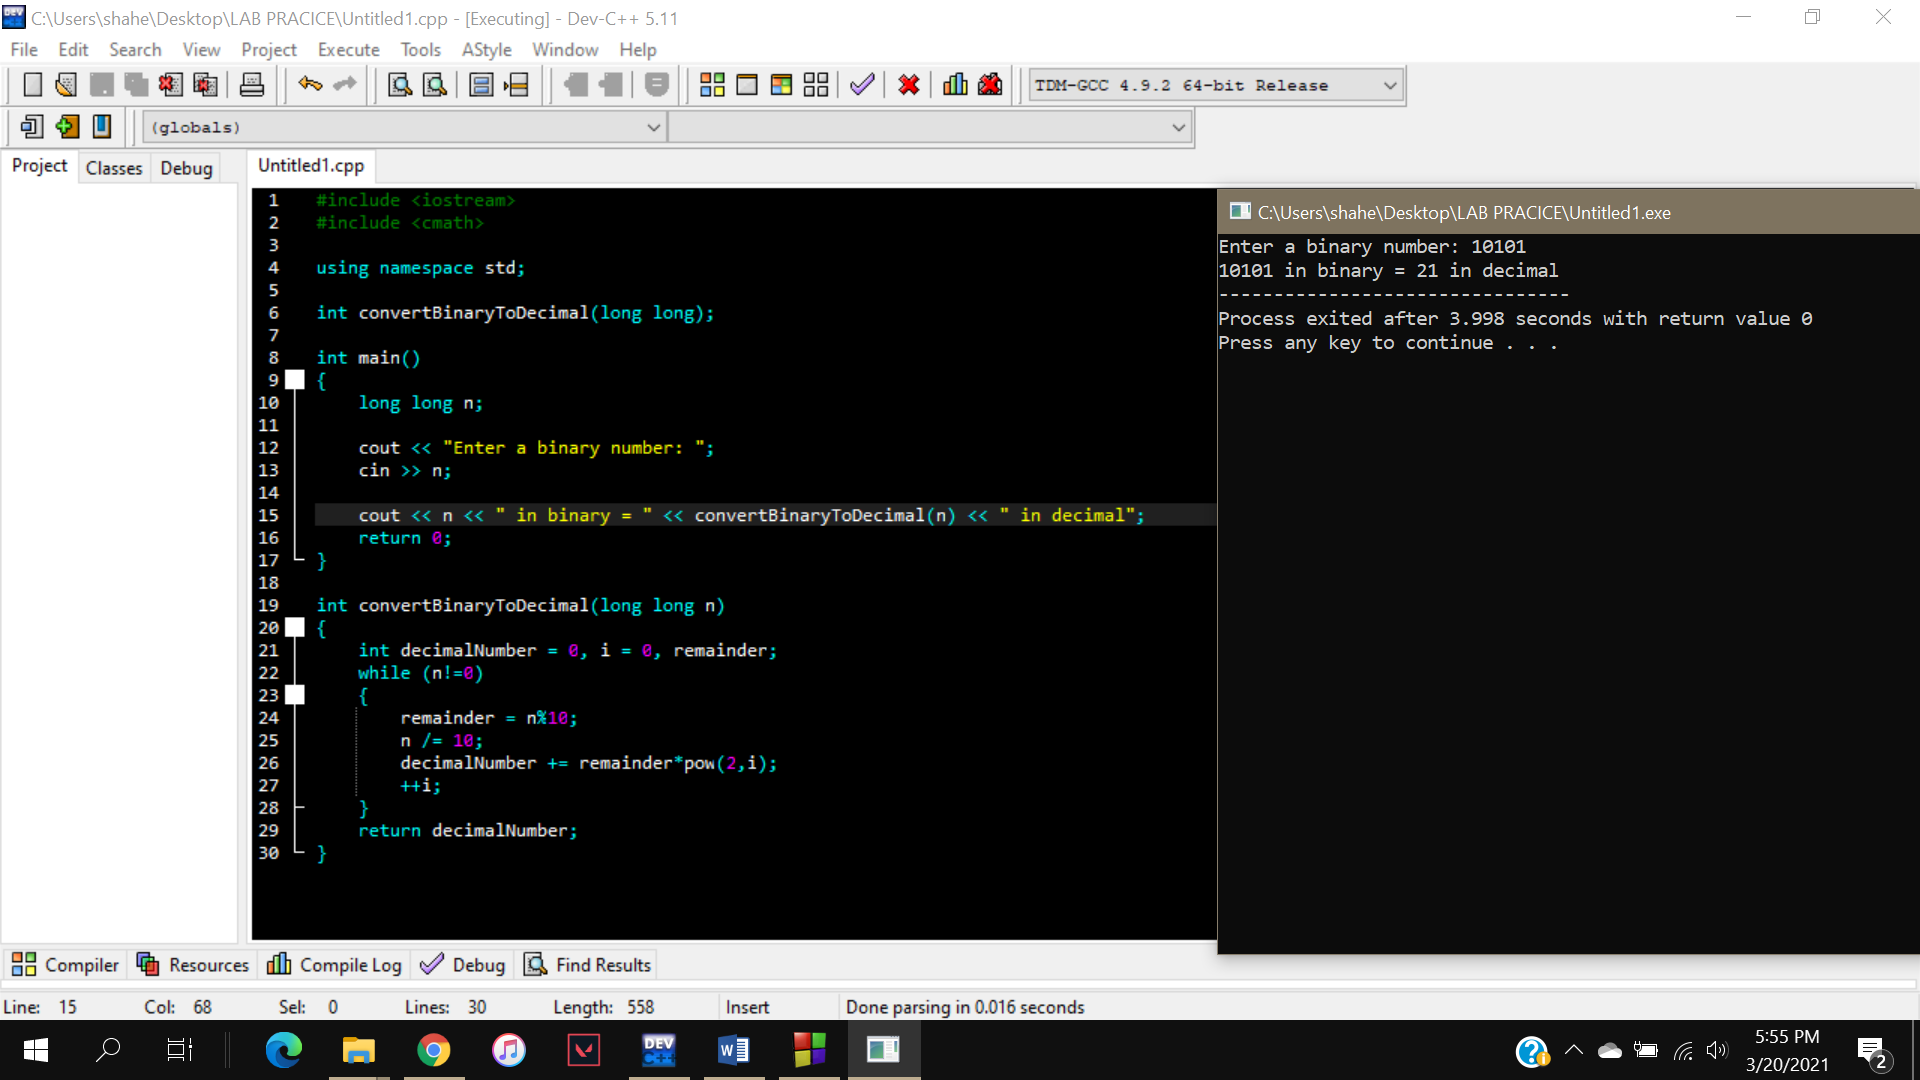 C:\Users\shahe\Desktop\LAB PRACICE\Untitled1.cpp - [Executing] - Dev-C++ 5.11
File Edit Search View Project Execute Tools AStyle Window Help
TDM-GCC 4.9.2 64-bit Release
(globals)
Project Classes Debug
Untitled1.cpp
1 #include <iostream>
2 #include <cmath>
3
4 using namespace std;
5
6 int convertBinaryToDecimal(long long);
7
8 int main()
9 {
10 long long n;
11
12 cout << "Enter a binary number: ";
13 cin >> n;
14
15 cout << n << " in binary = " << convertBinaryToDecimal(n) << " in decimal";
16 return 0;
17 }
18
19 int convertBinaryToDecimal(long long n)
20 {
21 int decimalNumber = 0, i = 0, remainder;
22 while (n!=0)
23 {
24 remainder = n%10;
25 n /= 10;
26 decimalNumber += remainder*pow(2,i);
27 ++i;
28 }
29 return decimalNumber;
30 }
C:\Users\shahe\Desktop\LAB PRACICE\Untitled1.exe
Enter a binary number: 10101
10101 in binary = 21 in decimal
--------------------------------
Process exited after 3.998 seconds with return value 0
Press any key to continue . . .
Compiler Resources Compile Log Debug Find Results
Line: 15 Col: 68 Sel: 0 Lines: 30 Length: 558 Insert Done parsing in 0.016 seconds
DEV C++
5:55 PM
3/20/2021
2